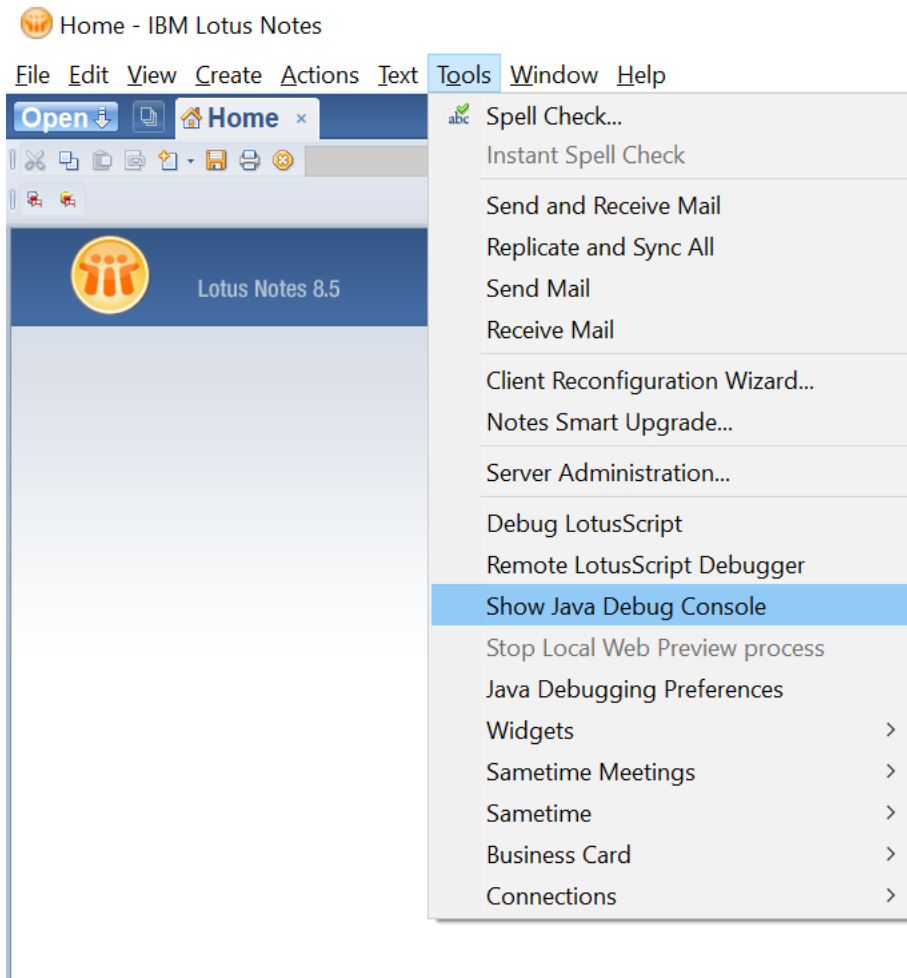 Home - IBM Lotus Notes
File Edit View Create Actions Text Tools Window Help
Open Home ×
abc Spell Check...
Instant Spell Check
Send and Receive Mail
Replicate and Sync All
Lotus Notes 8.5
Send Mail
Receive Mail
Client Reconfiguration Wizard...
Notes Smart Upgrade...
Server Administration...
Debug LotusScript
Remote LotusScript Debugger
Show Java Debug Console
Stop Local Web Preview process
Java Debugging Preferences
Widgets
Sametime Meetings
Sametime
Business Card
Connections